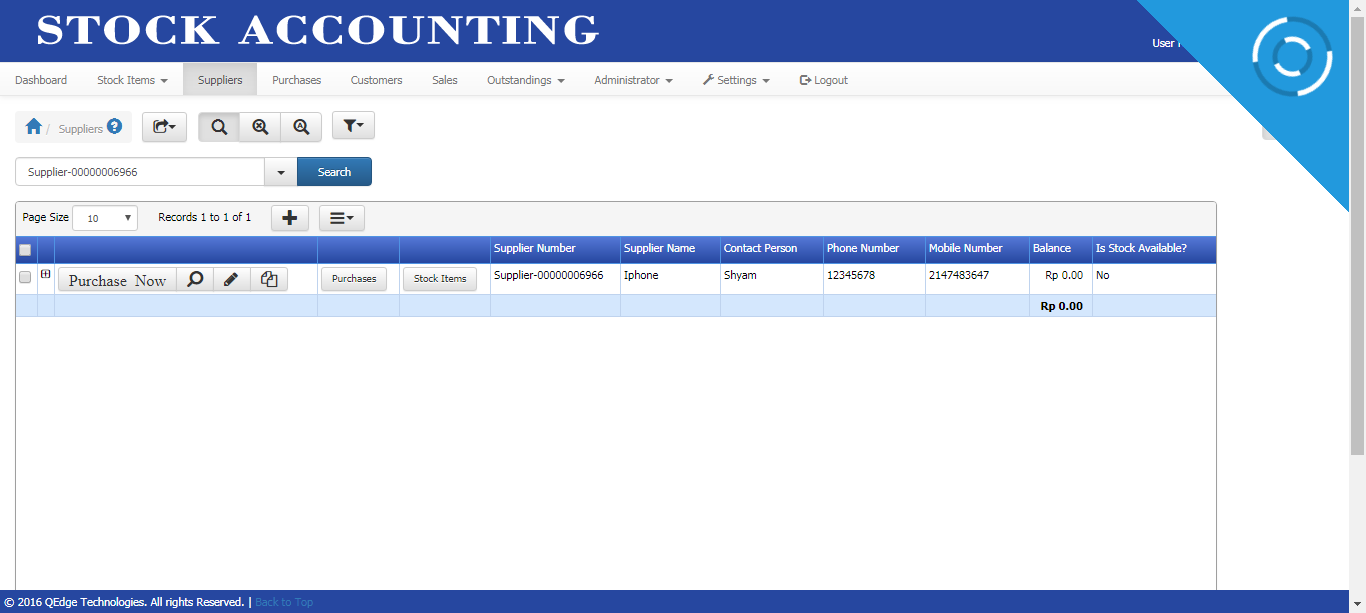 STOCK ACCOUNTING
User
Dashboard Stock Items Suppliers Purchases Customers Sales Outstandings Administrator Settings Logout
/ Suppliers ?
Supplier-00000006966 Search
Page Size 10 Records 1 to 1 of 1
Supplier Number Supplier Name Contact Person Phone Number Mobile Number Balance Is Stock Available?
Purchase Now Purchases Stock Items Supplier-00000006966 Iphone Shyam 12345678 2147483647 Rp 0.00 No
Rp 0.00
© 2016 QEdge Technologies. All rights Reserved. | Back to Top